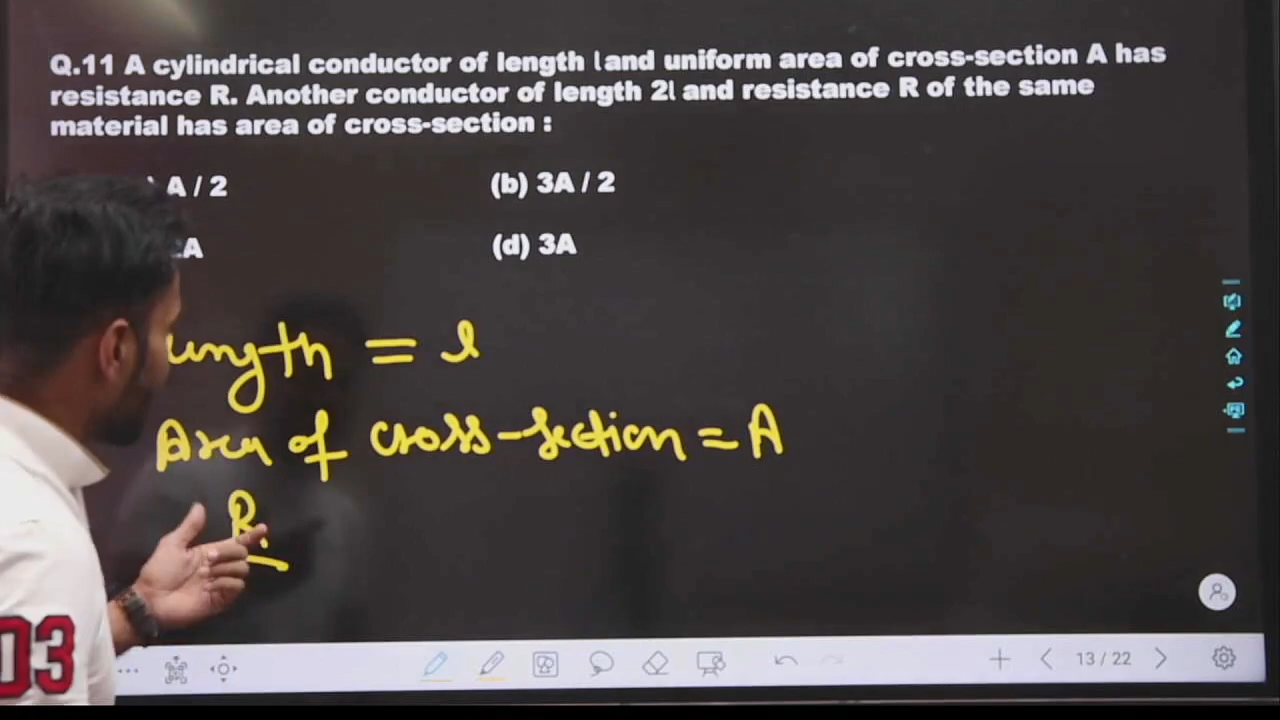 Q.11 A cylindrical conductor of length l and uniform area of cross-section A has
resistance R. Another conductor of length 2l and resistance R of the same
material has area of cross-section :
A / 2
(b) 3A / 2
A
(d) 3A
length = l
Area of cross-section = A
R
03
13 / 22